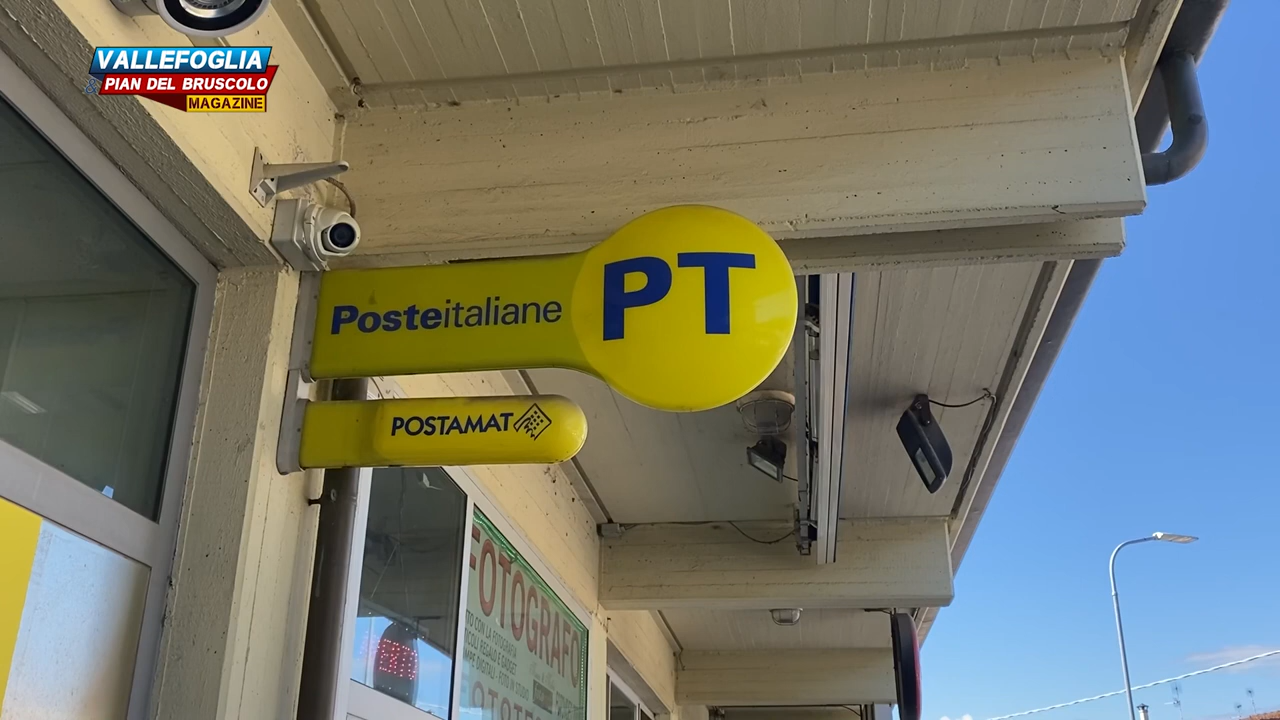 VALLEFOGLIA
& PIAN DEL BRUSCOLO
MAGAZINE
Posteitaliane
PT
POSTAMAT
FOTOGRAFO